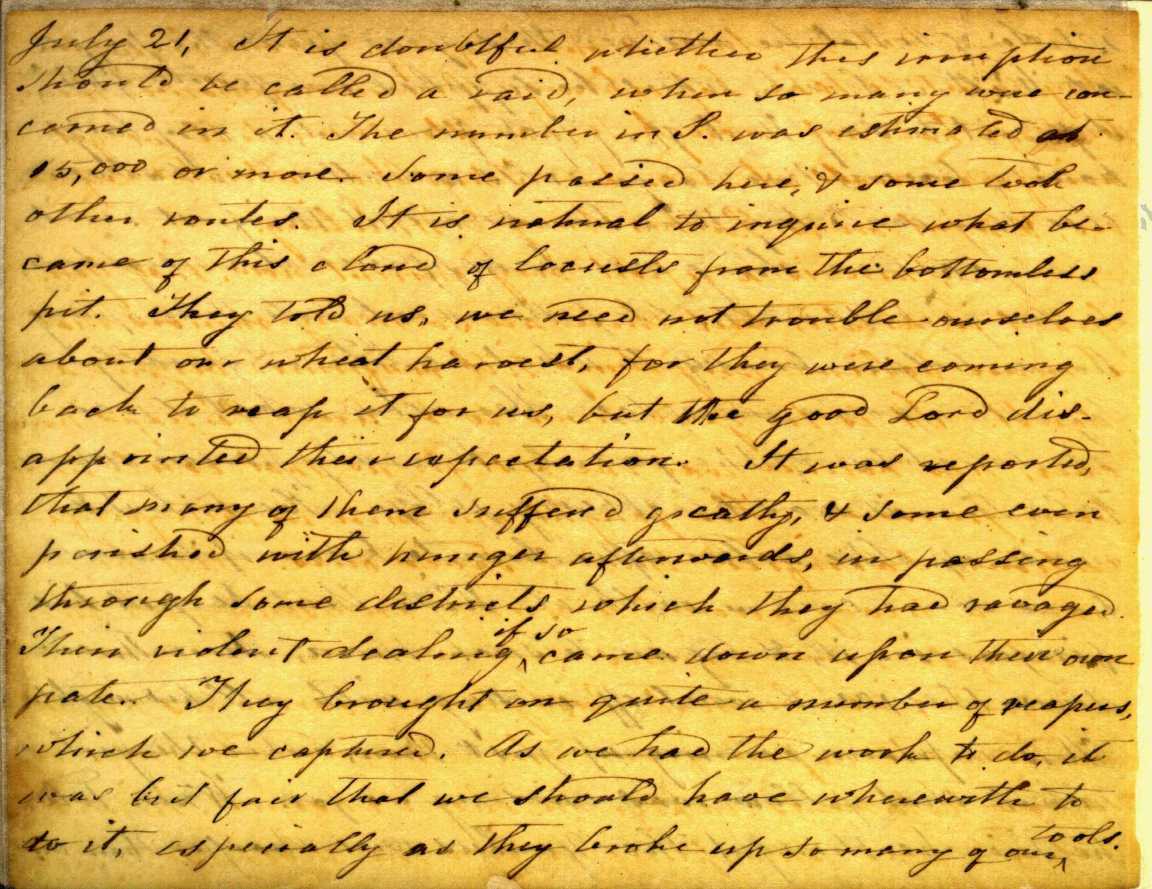 July 21, It is doubtful whether this irruption
should be called a raid, when so many were con-
cerned in it. The number in S. was estimated at
15,000 or more. Some passed here, & some took
other routes. It is natural to inquire what be-
came of this cloud of locusts from the bottomless
pit. They told us, we need not trouble ourselves
about our wheat harvest, for they were coming
back to reap it for us, but the good Lord dis-
appointed their expectation. It was reported,
that many of them suffered greatly, & some even
perished with hunger afterwards, in passing
through some districts which they had ravaged.
Their violent dealing, if so came down upon their own
pate. They brought on quite a number of reapers,
which we captured. As we had the work to do, it
was but fair that we should have wherewith to
do it, especially as they broke up so many of our tools.